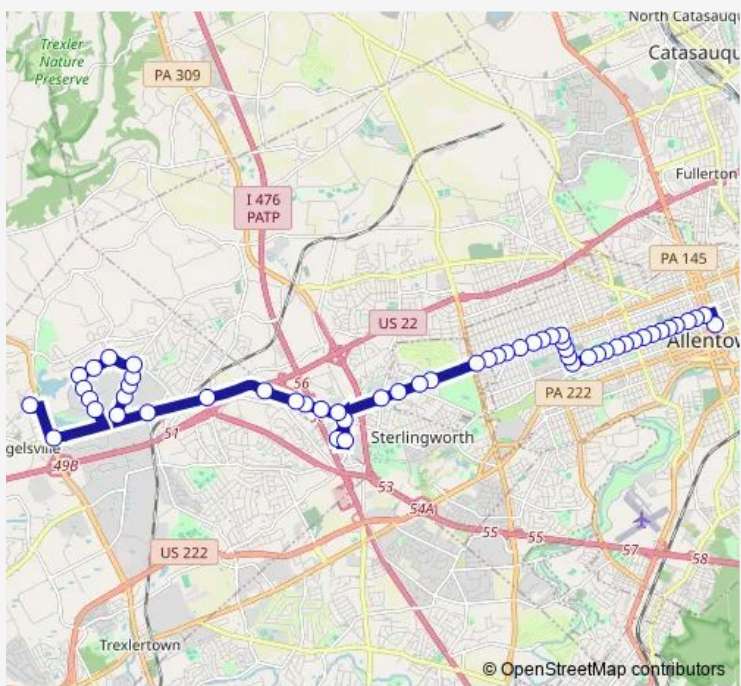 North Catasauqu
Trexler
Nature
Preserve
PA 309
Catasauqu
Fullerton
I 476
PATP
PA 145
US 22
Allentow
56
PA 222
51
Sterlingworth
gelsville
49B
53
54A
55
55
57
58
US 222
Trexlertown
© OpenStreetMap contributors